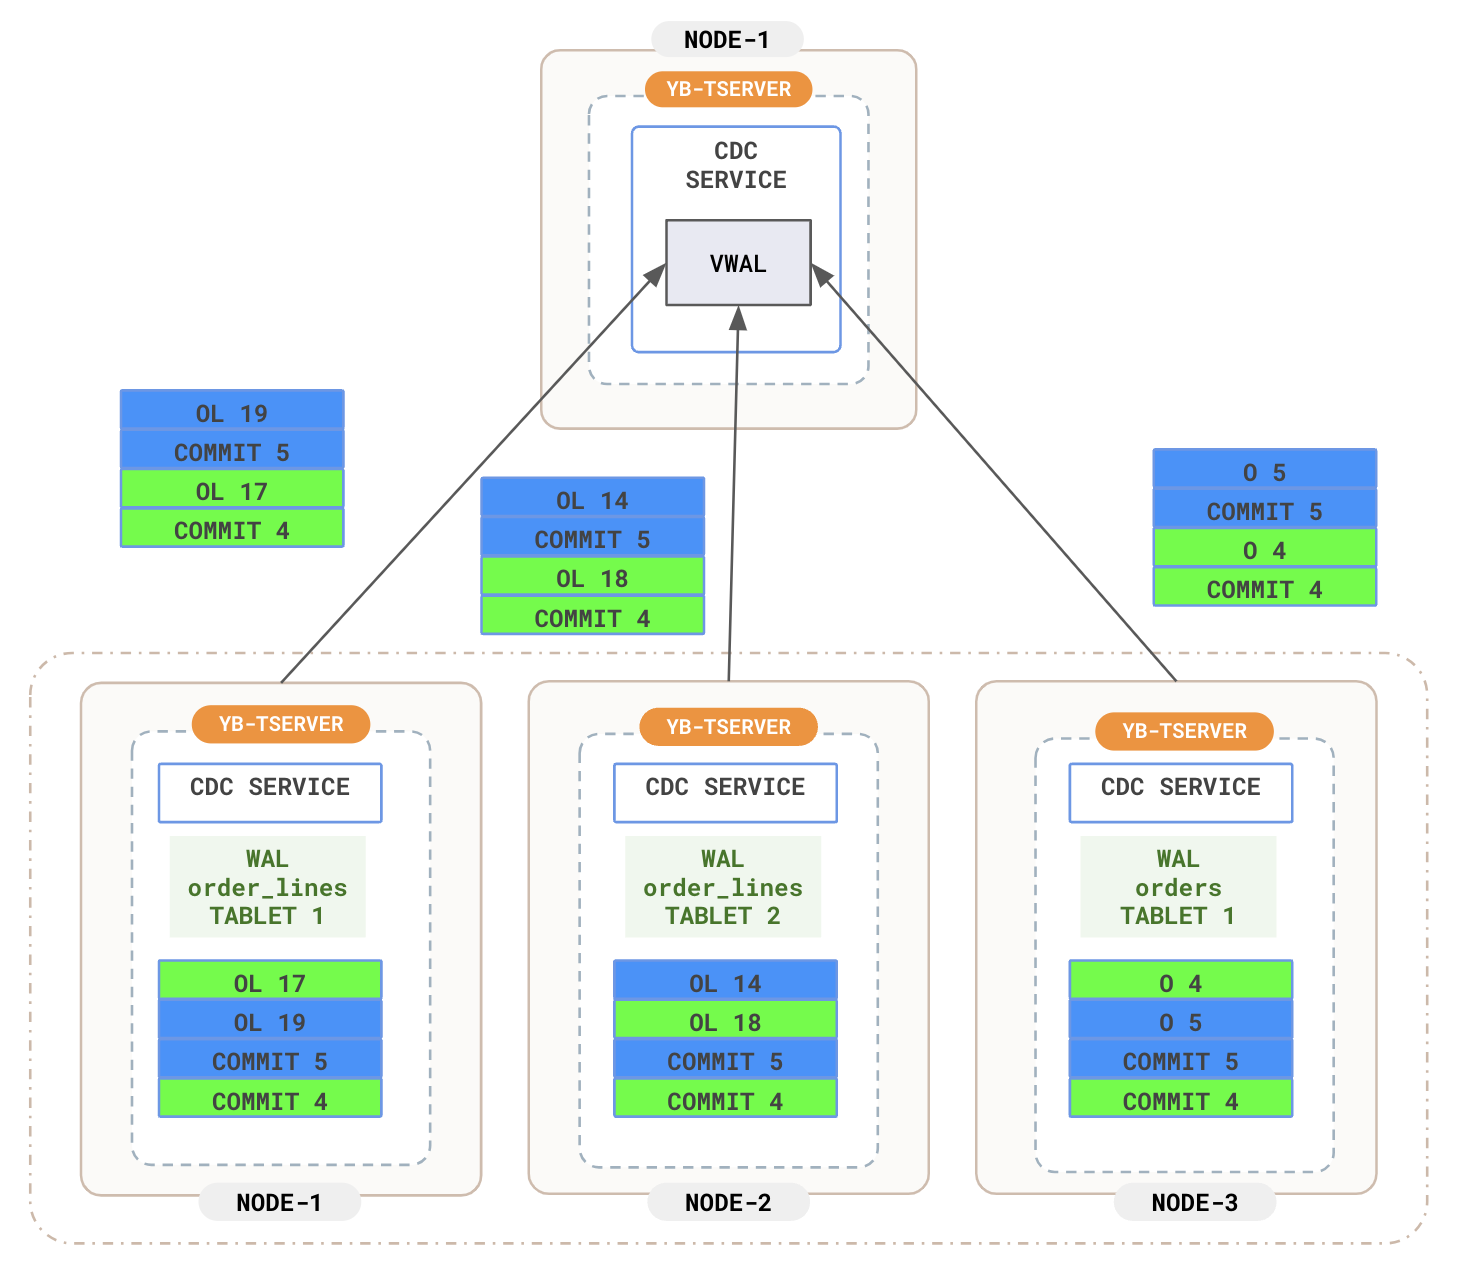 NODE-1
YB-TSERVER
CDC
SERVICE
VWAL
OL 19
COMMIT 5
OL 17
COMMIT 4
OL 14
COMMIT 5
OL 18
COMMIT 4
O 5
COMMIT 5
O 4
COMMIT 4
YB-TSERVER
CDC SERVICE
WAL
order_lines
TABLET 1
OL 17
OL 19
COMMIT 5
COMMIT 4
NODE-1
YB-TSERVER
CDC SERVICE
WAL
order_lines
TABLET 2
OL 14
OL 18
COMMIT 5
COMMIT 4
NODE-2
YB-TSERVER
CDC SERVICE
WAL
orders
TABLET 1
O 4
O 5
COMMIT 5
COMMIT 4
NODE-3